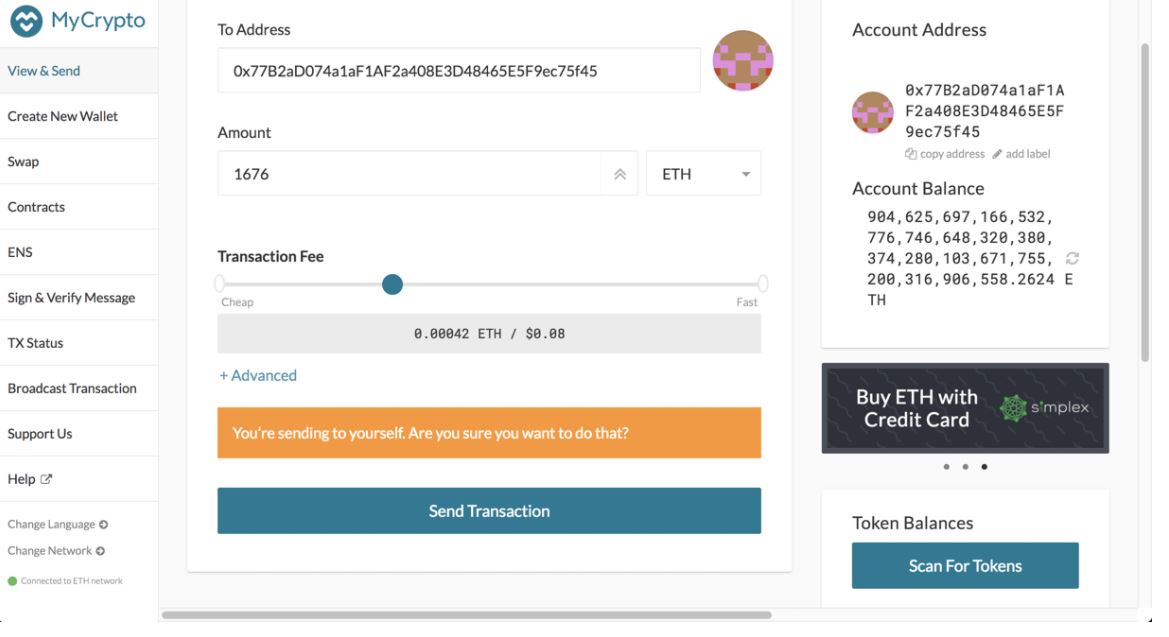 MyCrypto
View & Send
Create New Wallet
Swap
Contracts
ENS
Sign & Verify Message
TX Status
Broadcast Transaction
Support Us
Help
Change Language
Change Network
Connected to ETH network
To Address
0x77B2aD074a1aF1AF2a408E3D48465E5F9ec75f45
Amount
1676 ETH
Transaction Fee
Cheap Fast
0.00042 ETH / $0.08
+ Advanced
You're sending to yourself. Are you sure you want to do that?
Send Transaction
Account Address
0x77B2aD074a1aF1A
F2a408E3D48465E5F
9ec75f45
copy address add label
Account Balance
904,625,697,166,532,
776,746,648,320,380,
374,280,103,671,755,
200,316,906,558.2624 E
TH
Buy ETH with
Credit Card
simplex
Token Balances
Scan For Tokens